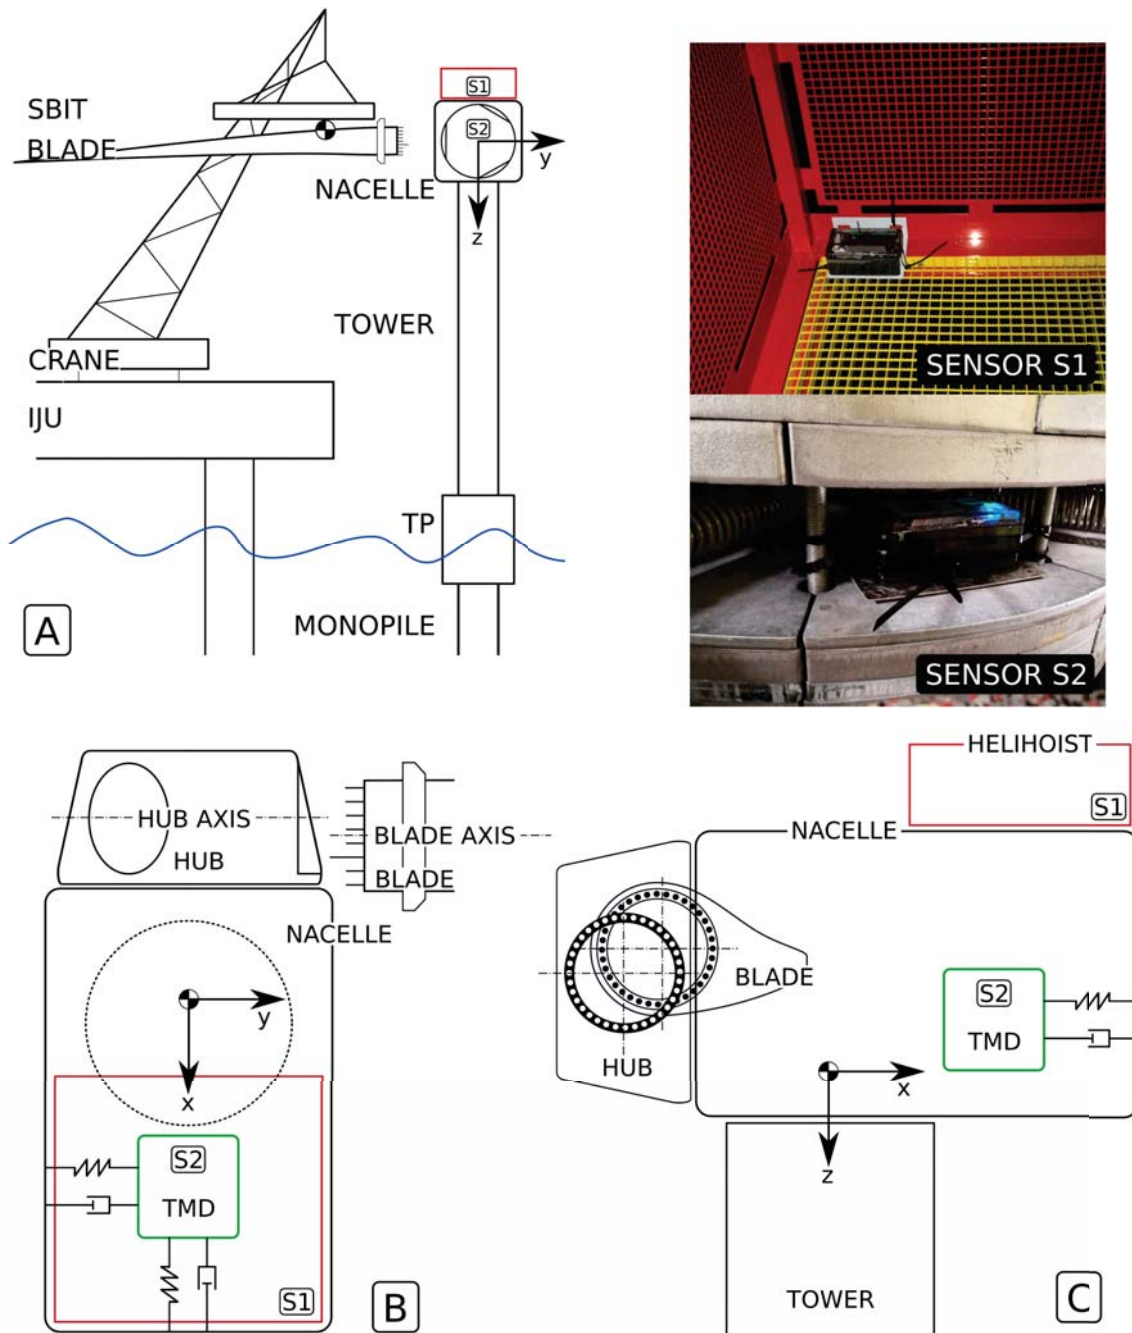 S1
SBIT
S2
BLADE
y
NACELLE
z
TOWER
SENSOR S1
CRANE
IJU
TP
MONOPILE
A
SENSOR S2
HELIHOIST
S1
NACELLE
HUB AXIS
BLADE AXIS
HUB
BLADE
NACELLE
y
x
S2
TMD
S1
B
BLADE
S2
TMD
HUB
x
z
TOWER
C